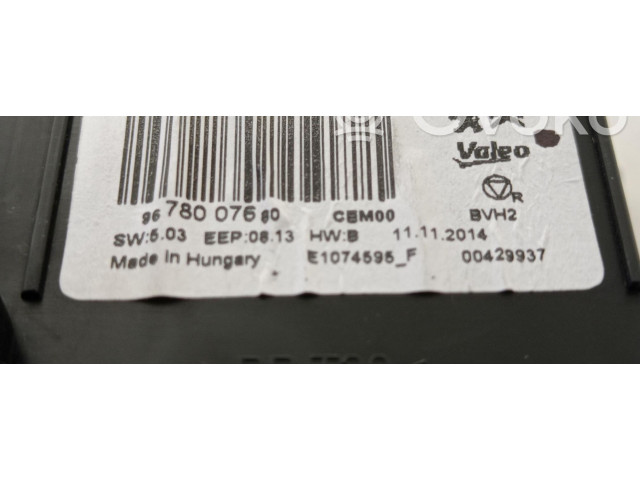 Valeo
R
96 780 076 80 CEM00 BVH2
SW:5.03 EEP:08.13 HW:B 11.11.2014
Made in Hungary E1074595_F 00429937